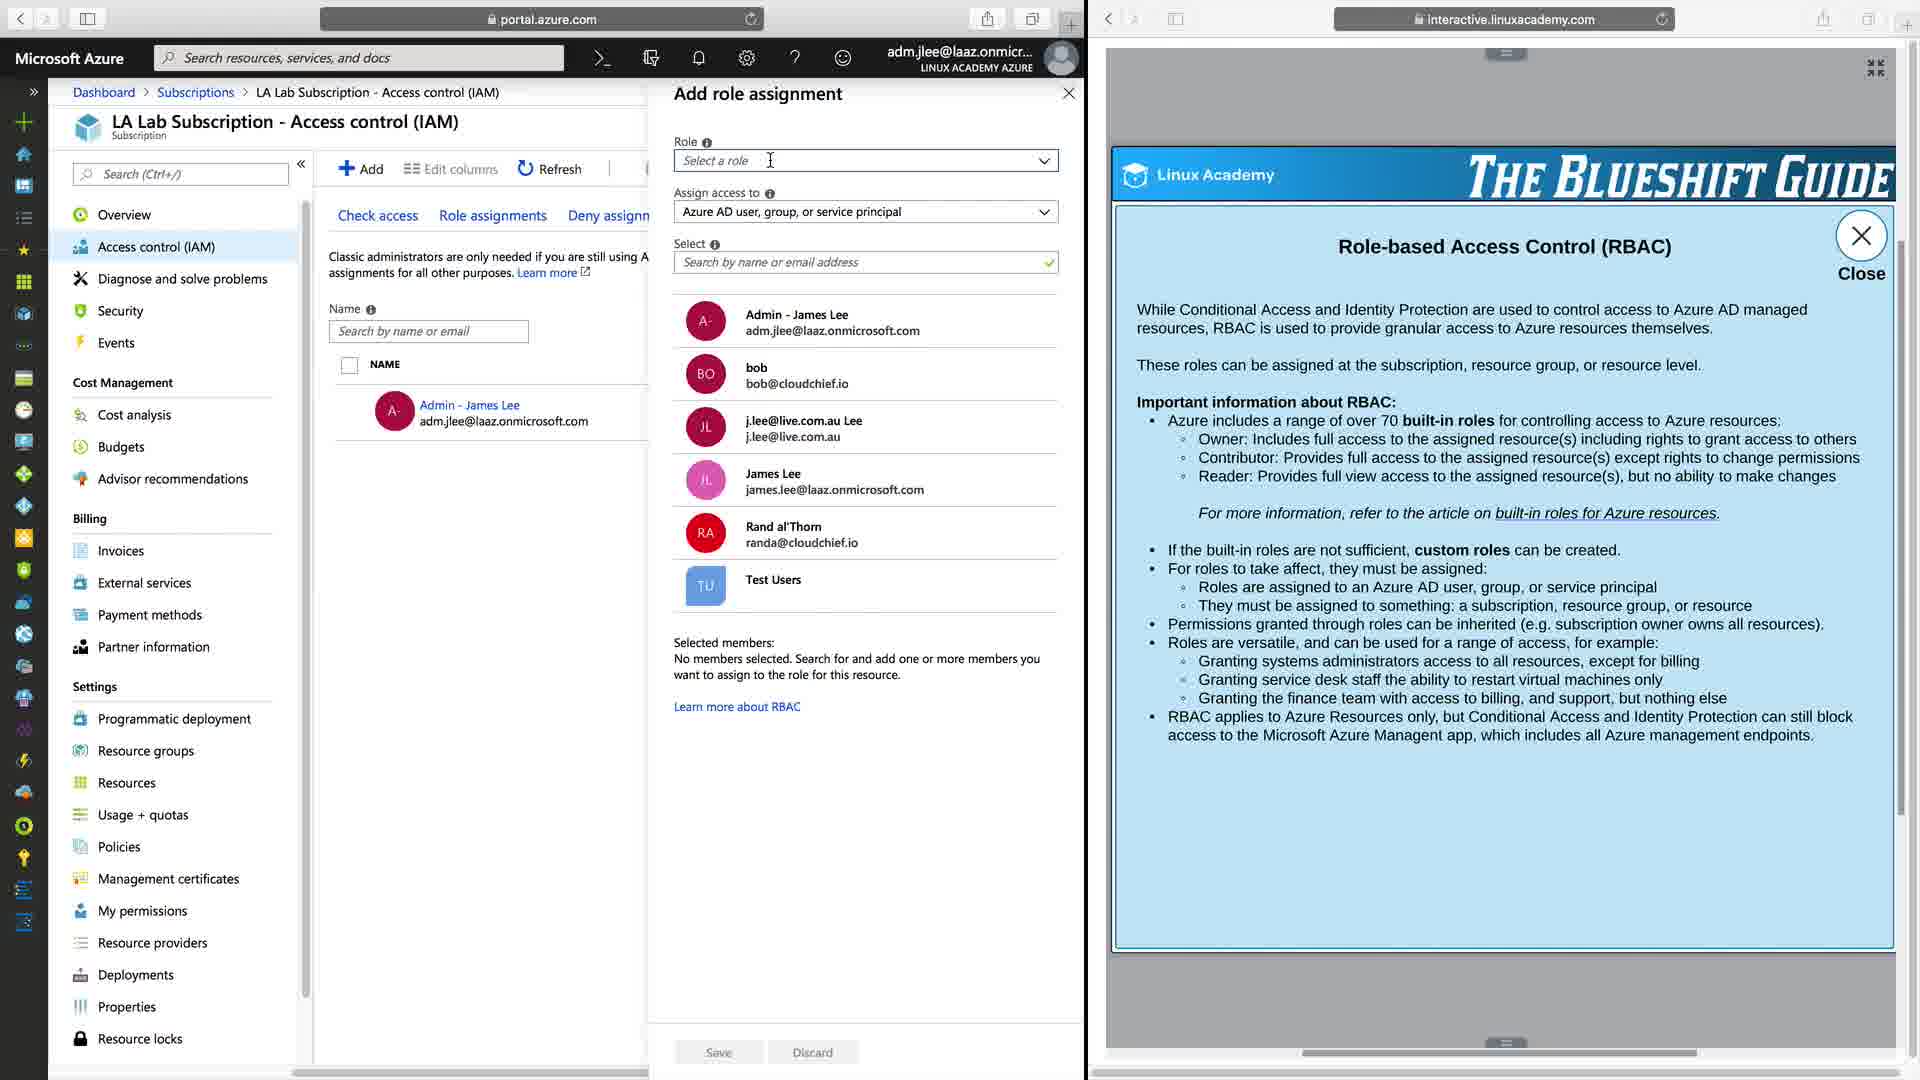 portal.azure.com
Microsoft Azure
Search resources, services, and docs
adm.jlee@laaz.onmicr...
LINUX ACADEMY AZURE
Dashboard > Subscriptions > LA Lab Subscription - Access control (IAM)
LA Lab Subscription - Access control (IAM)
Subscription
Search (Ctrl+/)
Overview
Access control (IAM)
Diagnose and solve problems
Security
Events
Cost Management
Cost analysis
Budgets
Advisor recommendations
Billing
Invoices
External services
Payment methods
Partner information
Settings
Programmatic deployment
Resource groups
Resources
Usage + quotas
Policies
Management certificates
My permissions
Resource providers
Deployments
Properties
Resource locks
Add
Edit columns
Refresh
Check access
Role assignments
Deny assignn
Classic administrators are only needed if you are still using A
assignments for all other purposes. Learn more
Name
Search by name or email
NAME
A-
Admin - James Lee
adm.jlee@laaz.onmicrosoft.com
Add role assignment
Role
Select a role
Assign access to
Azure AD user, group, or service principal
Select
Search by name or email address
A-
Admin - James Lee
adm.jlee@laaz.onmicrosoft.com
BO
bob
bob@cloudchief.io
JL
j.lee@live.com.au Lee
j.lee@live.com.au
JL
James Lee
james.lee@laaz.onmicrosoft.com
RA
Rand al'Thorn
randa@cloudchief.io
TU
Test Users
Selected members:
No members selected. Search for and add one or more members you
want to assign to the role for this resource.
Learn more about RBAC
Save
Discard
interactive.linuxacademy.com
Linux Academy
THE BLUESHIFT GUIDE
Role-based Access Control (RBAC)
Close
While Conditional Access and Identity Protection are used to control access to Azure AD managed
resources, RBAC is used to provide granular access to Azure resources themselves.
These roles can be assigned at the subscription, resource group, or resource level.
Important information about RBAC:
• Azure includes a range of over 70 built-in roles for controlling access to Azure resources:
◦ Owner: Includes full access to the assigned resource(s) including rights to grant access to others
◦ Contributor: Provides full access to the assigned resource(s) except rights to change permissions
◦ Reader: Provides full view access to the assigned resource(s), but no ability to make changes
For more information, refer to the article on built-in roles for Azure resources.
• If the built-in roles are not sufficient, custom roles can be created.
• For roles to take affect, they must be assigned:
◦ Roles are assigned to an Azure AD user, group, or service principal
◦ They must be assigned to something: a subscription, resource group, or resource
• Permissions granted through roles can be inherited (e.g. subscription owner owns all resources).
• Roles are versatile, and can be used for a range of access, for example:
◦ Granting systems administrators access to all resources, except for billing
◦ Granting service desk staff the ability to restart virtual machines only
◦ Granting the finance team with access to billing, and support, but nothing else
• RBAC applies to Azure Resources only, but Conditional Access and Identity Protection can still block
access to the Microsoft Azure Managent app, which includes all Azure management endpoints.